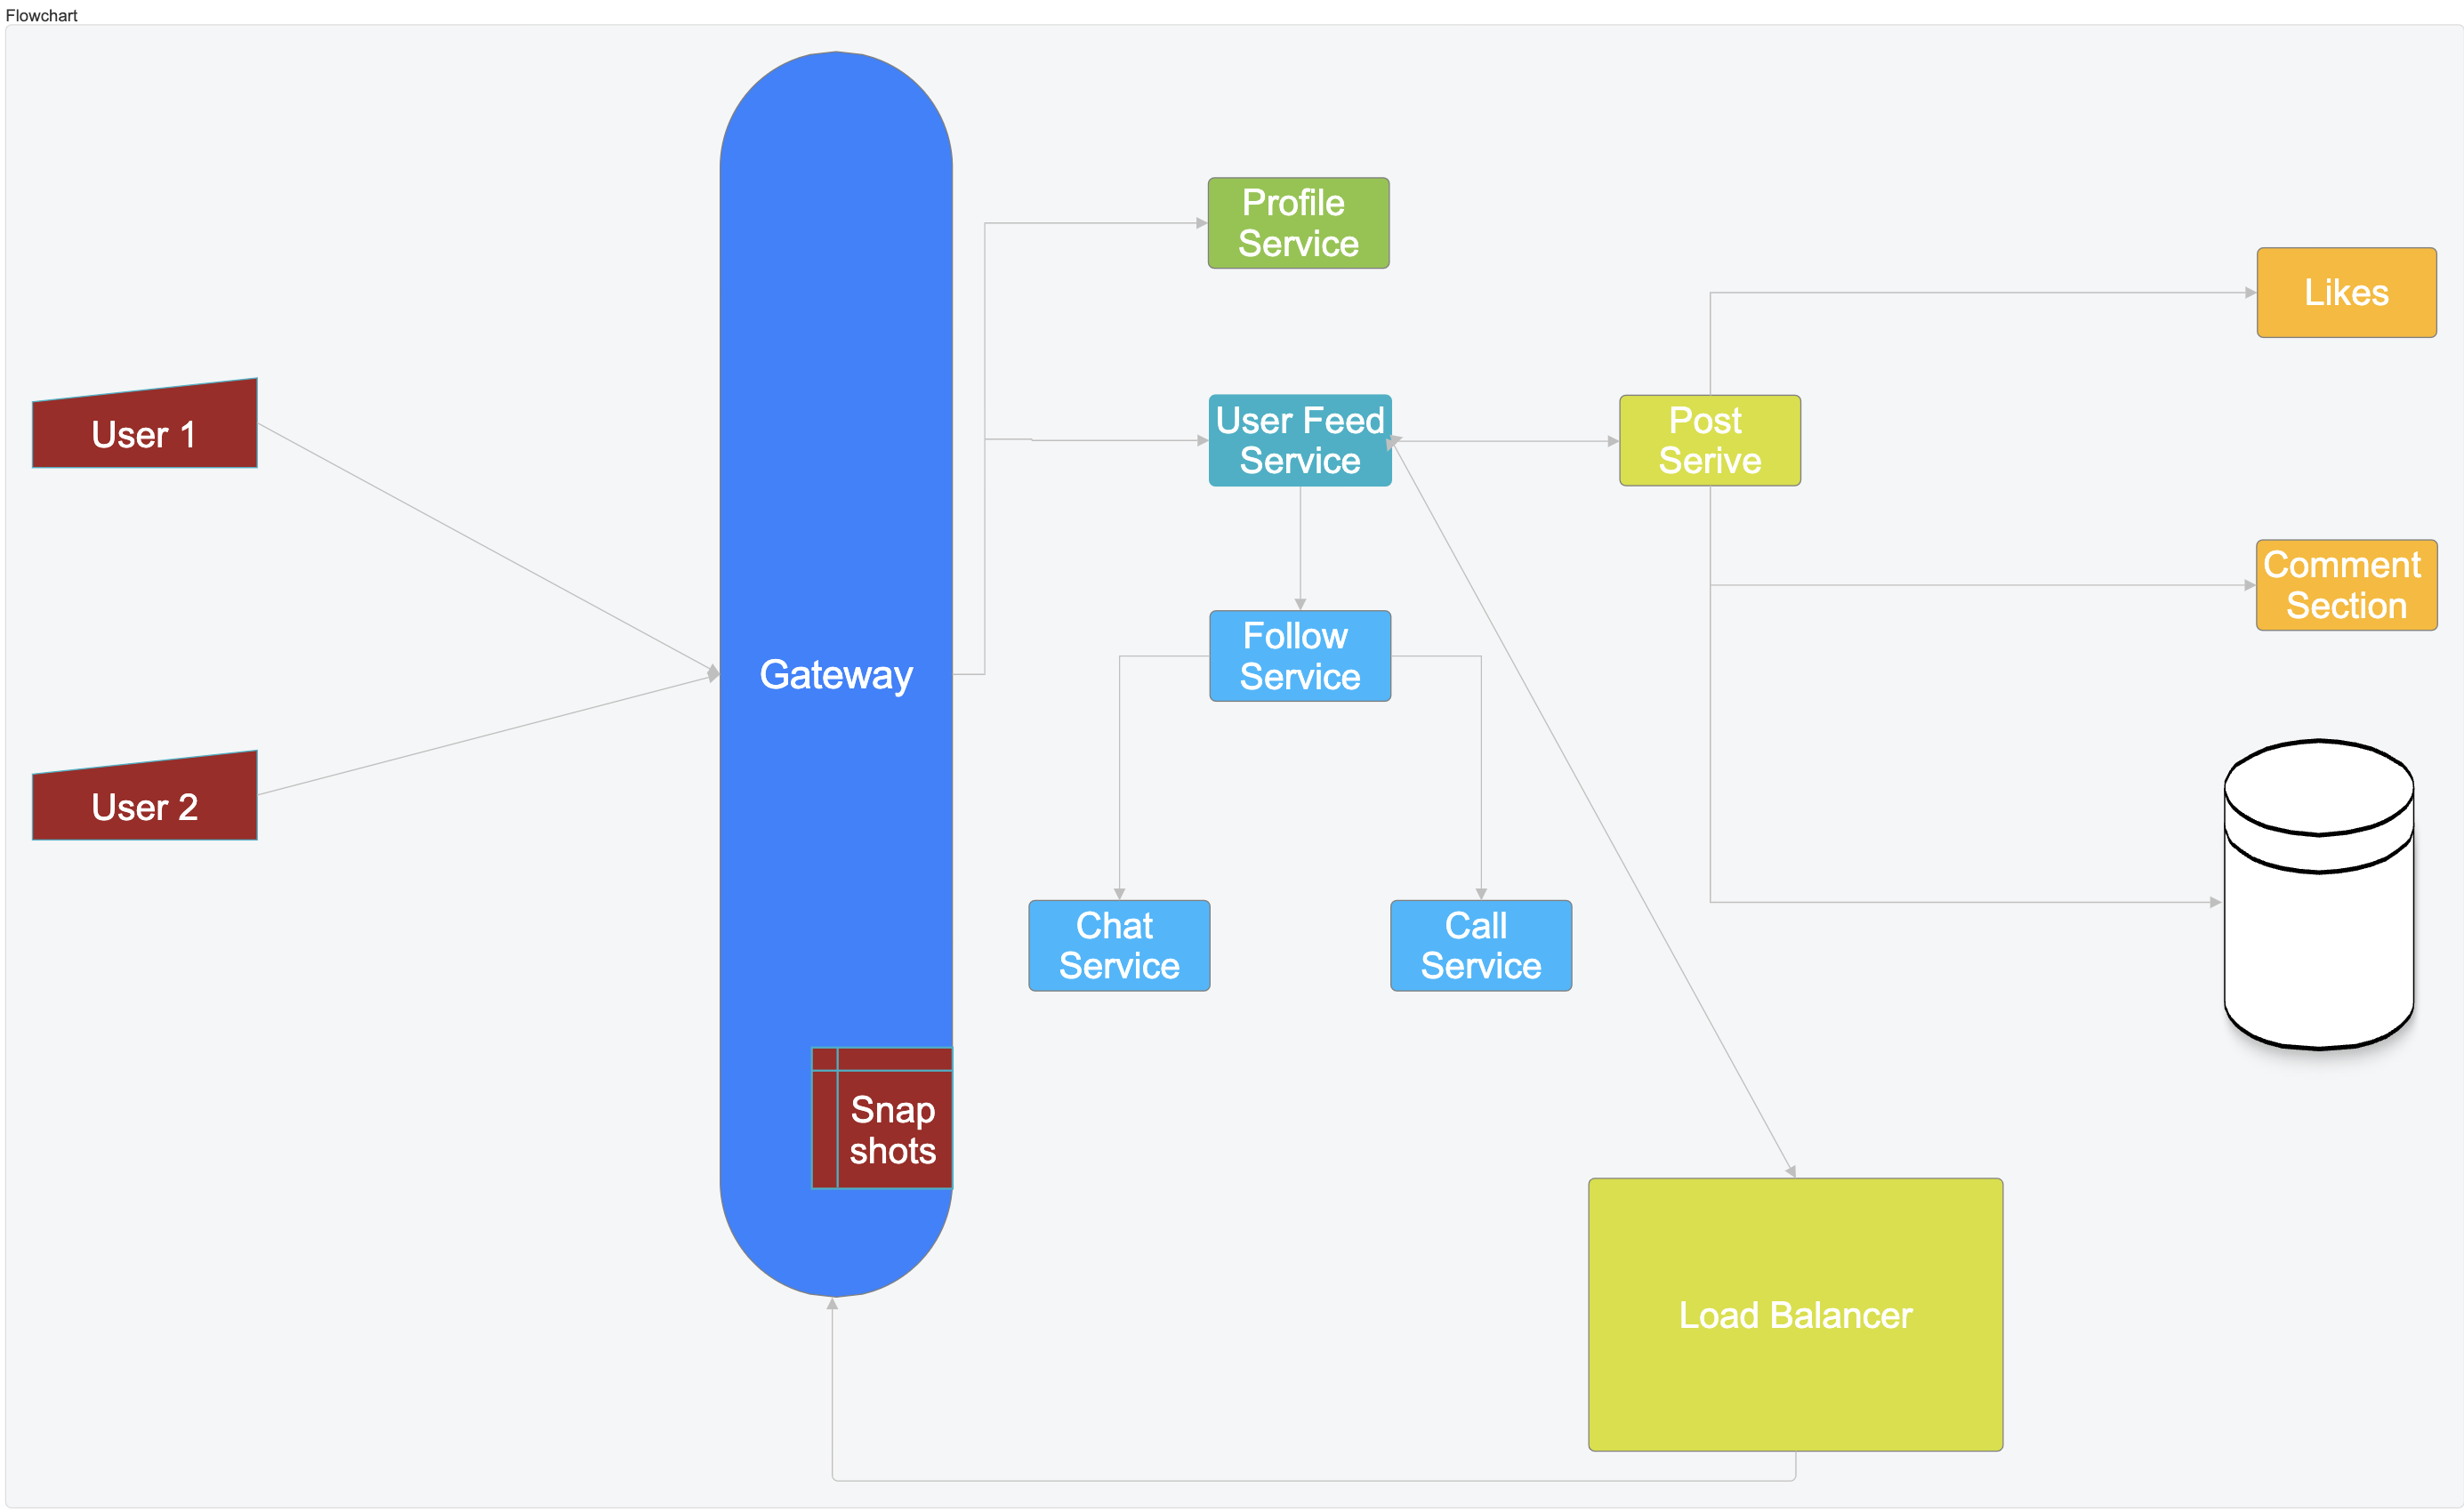 Flowchart
Profile
Service
Likes
User 1
User Feed
Service
Post
Serive
Comment
Section
Gateway
Follow
Service
User 2
Chat
Service
Call
Service
Snap
shots
Load Balancer